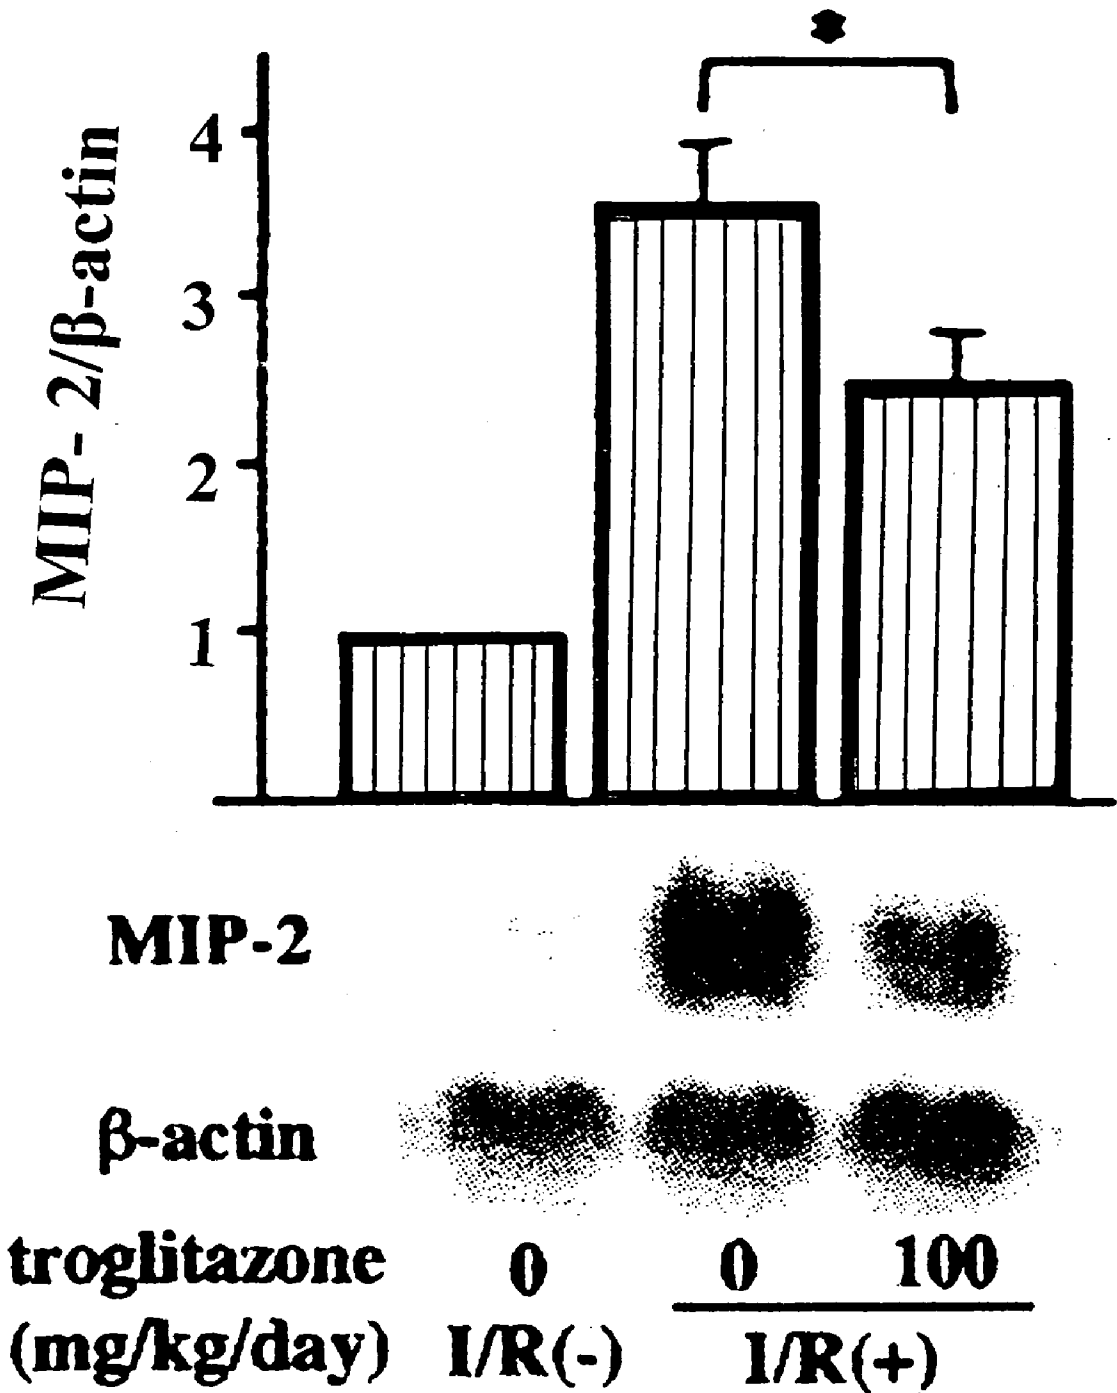 *
4
3
2
1
MIP- 2/β-actin
MIP-2
β-actin
troglitazone 0 0 100
(mg/kg/day) I/R(-) I/R(+)